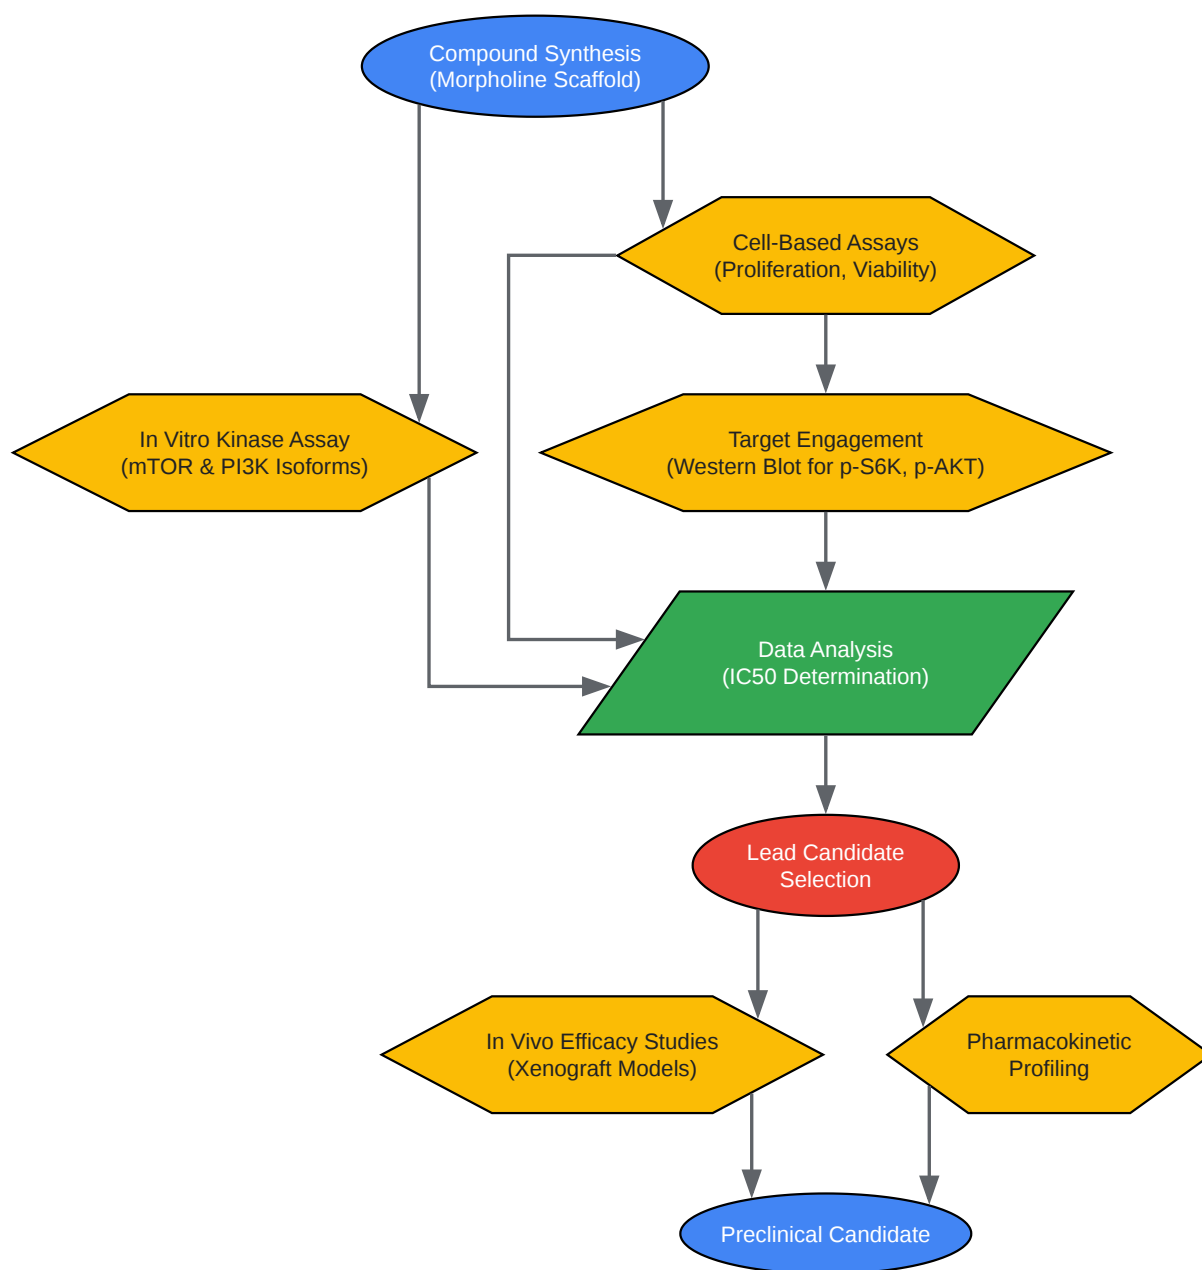 Compound Synthesis
(Morpholine Scaffold)
Cell-Based Assays
(Proliferation, Viability)
In Vitro Kinase Assay
(mTOR & PI3K Isoforms)
Target Engagement
(Western Blot for p-S6K, p-AKT)
Data Analysis
(IC50 Determination)
Lead Candidate
Selection
In Vivo Efficacy Studies
(Xenograft Models)
Pharmacokinetic
Profiling
Preclinical Candidate